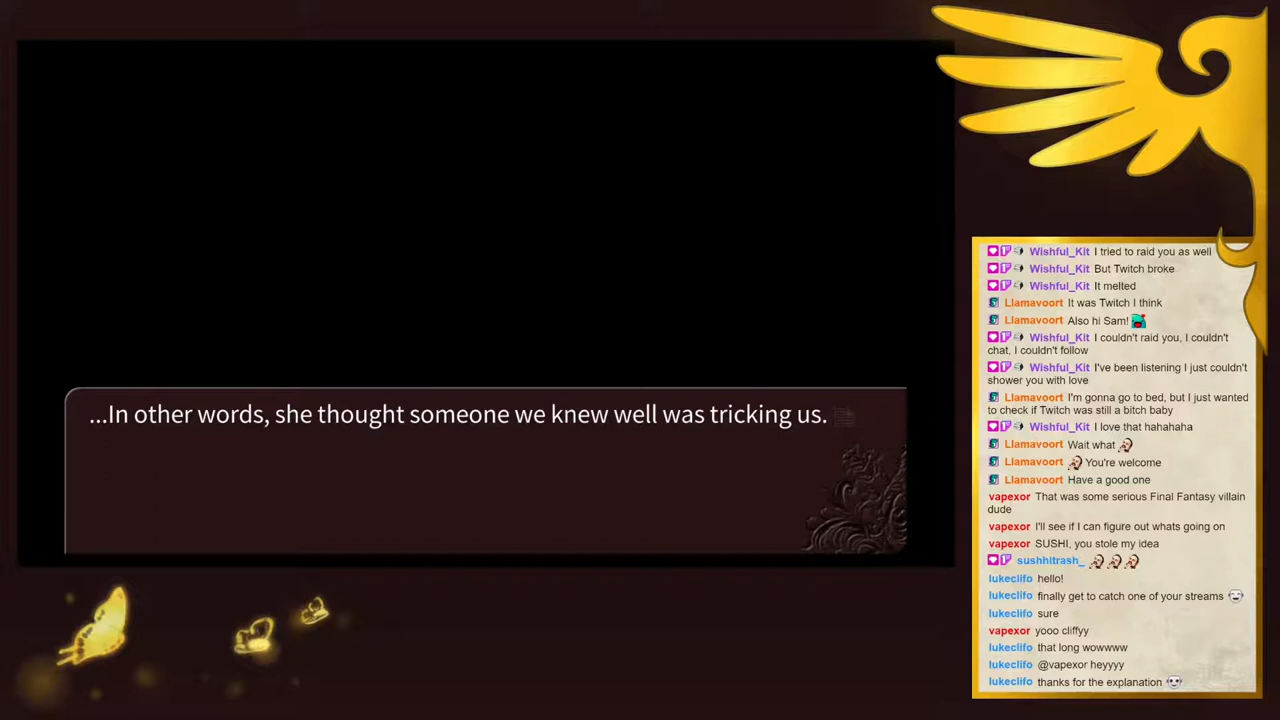 ...In other words, she thought someone we knew well was tricking us.
Wishful_Kit I tried to raid you as well
Wishful_Kit But Twitch broke
Wishful_Kit It melted
Llamavoort It was Twitch I think
Llamavoort Also hi Sam!
Wishful_Kit I couldn't raid you, I couldn't
chat, I couldn't follow
Wishful_Kit I've been listening I just couldn't
shower you with love
Llamavoort I'm gonna go to bed, but I just wanted
to check if Twitch was still a bitch baby
Wishful_Kit I love that hahahaha
Llamavoort Wait what
Llamavoort You're welcome
Llamavoort Have a good one
vapexor That was some serious Final Fantasy villain
dude
vapexor I'll see if I can figure out whats going on
vapexor SUSHI, you stole my idea
sushhitrash_
lukeclifo hello!
lukeclifo finally get to catch one of your streams
lukeclifo sure
vapexor yooo cliffyy
lukeclifo that long wowwww
lukeclifo @vapexor heyyyy
lukeclifo thanks for the explanation